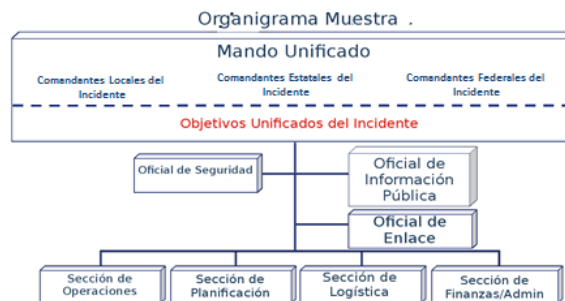 Organigrama Muestra .
Mando Unificado
Comandantes Locales del
Incidente
Comandantes Estatales del
Incidente
Comandantes Federales del
Incidente
Objetivos Unificados del Incidente
Oficial de Seguridad
Oficial de
Información
Pública
Oficial de
Enlace
Sección de
Operaciones
Sección de
Planificación
Sección de
Logística
Sección de
Finanzas/Admin